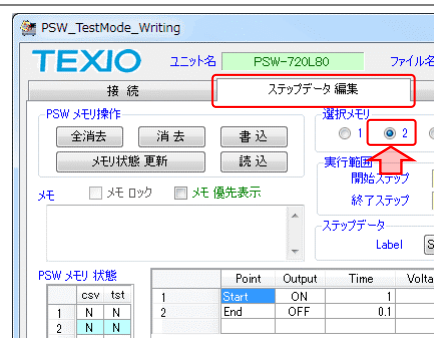 PSW_TestMode_Writing
TEXIO ユニット名 PSW-720L80 ファイル名
接 続 ステップデータ 編集
PSW メモリ操作 選択メモリ
全消去 消 去 書 込 1 2
メモリ状態 更新 読 込 実行範囲
開始ステップ
メモ メモ ロック メモ 優先表示 終了ステップ
ステップデータ
Label S
PSW メモリ 状態 Point Output Time Volta
csv tst 1 Start ON 1
1 N N 2 End OFF 0.1
2 N N